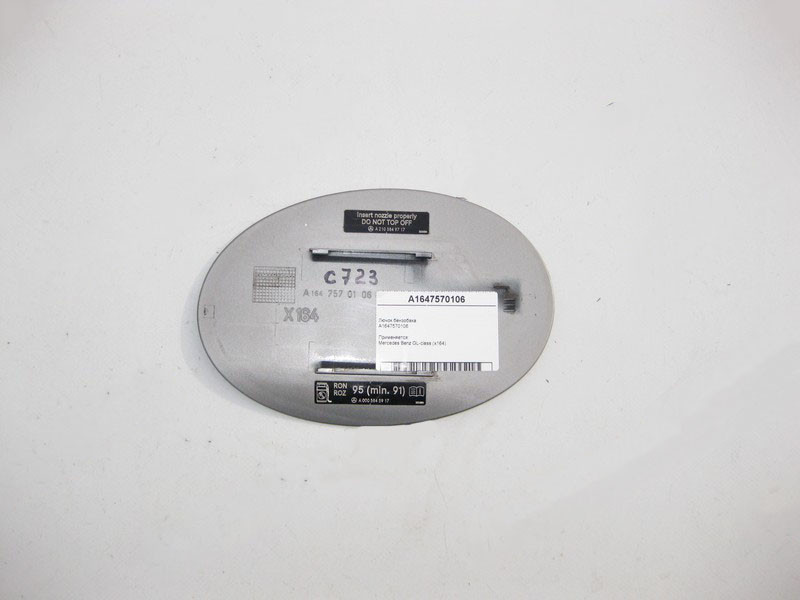 Insert nozzle properly
DO NOT TOP OFF
A 210 584 97 17
C723
A 164 757 01 06
X164
A1647570106
Лючок бензобака
A1647570106
Применяется:
Mercedes Benz GL-class (x164)
RON 95 (min. 91)
ROZ
A 000 584 59 17